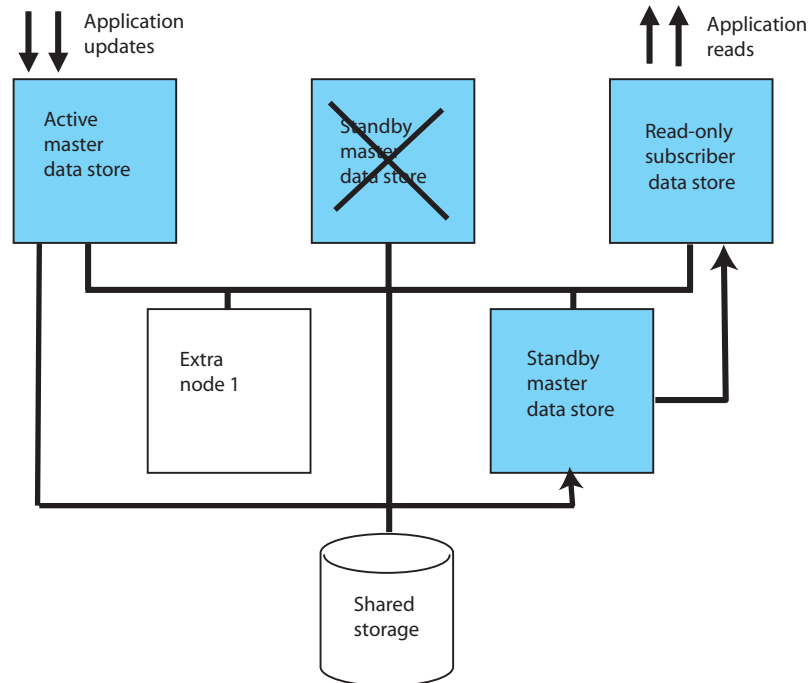 Application
updates
Application
reads
Active
master
data store
Standby
master
data store
Read-only
subscriber
data store
Extra
node 1
Standby
master
data store
Shared
storage